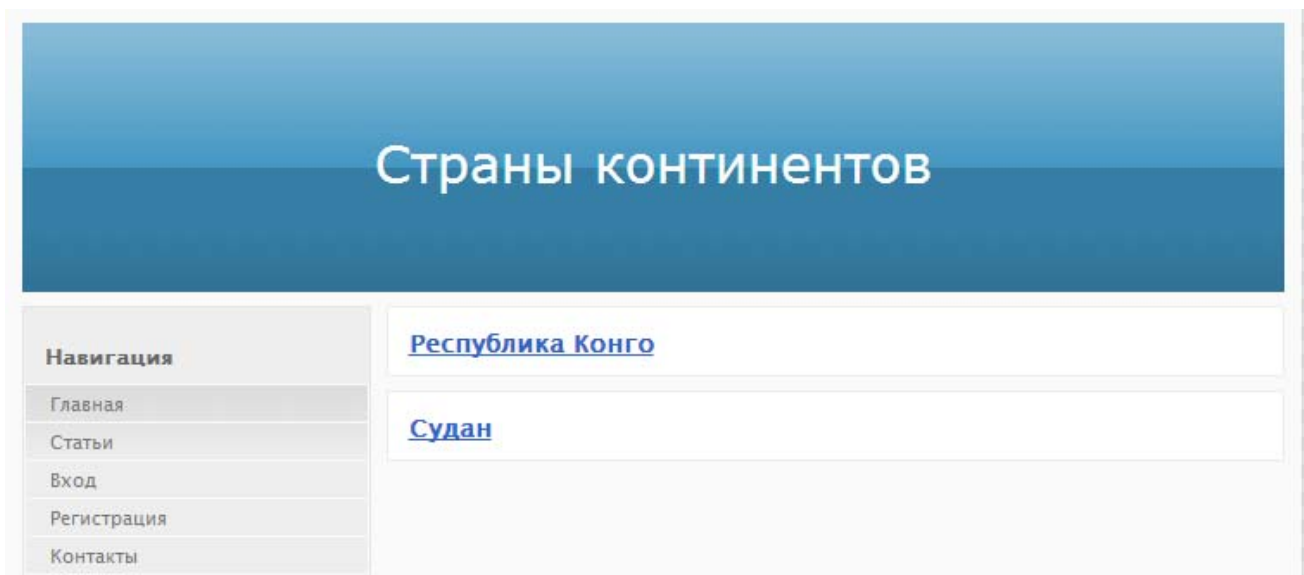 Страны континентов
Навигация
Главная
Статьи
Вход
Регистрация
Контакты
Республика Конго
Судан